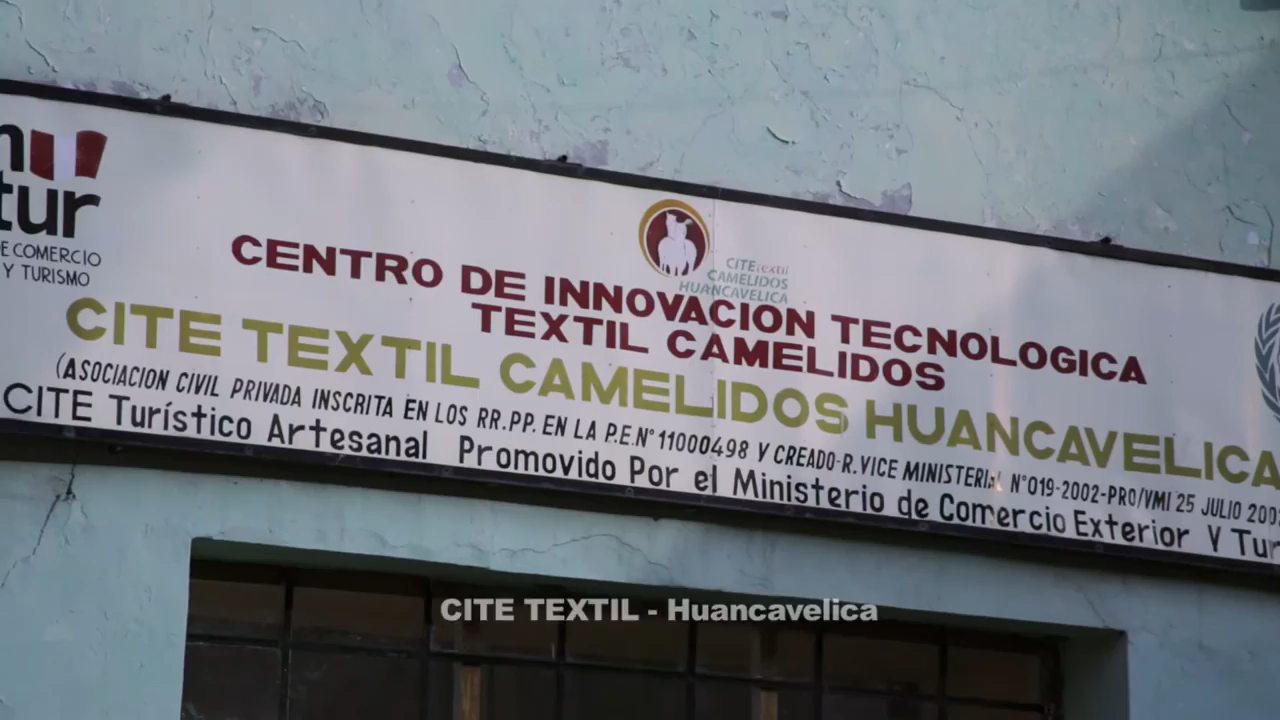 tur
DE COMERCIO
Y TURISMO
CITE textil
CAMELIDOS
HUANCAVELICA
CENTRO DE INNOVACION TECNOLOGICA
TEXTIL CAMELIDOS
CITE TEXTIL CAMELIDOS HUANCAVELICA
(ASOCIACION CIVIL PRIVADA INSCRITA EN LOS RR.PP. EN LA P.E.N° 11000498 Y CREADO-R.VICE MINISTERIAL N°019-2002-PRO/VMI 25 JULIO
CITE Turístico Artesanal Promovido Por el Ministerio de Comercio Exterior Y Tur
CITE TEXTIL - Huancavelica